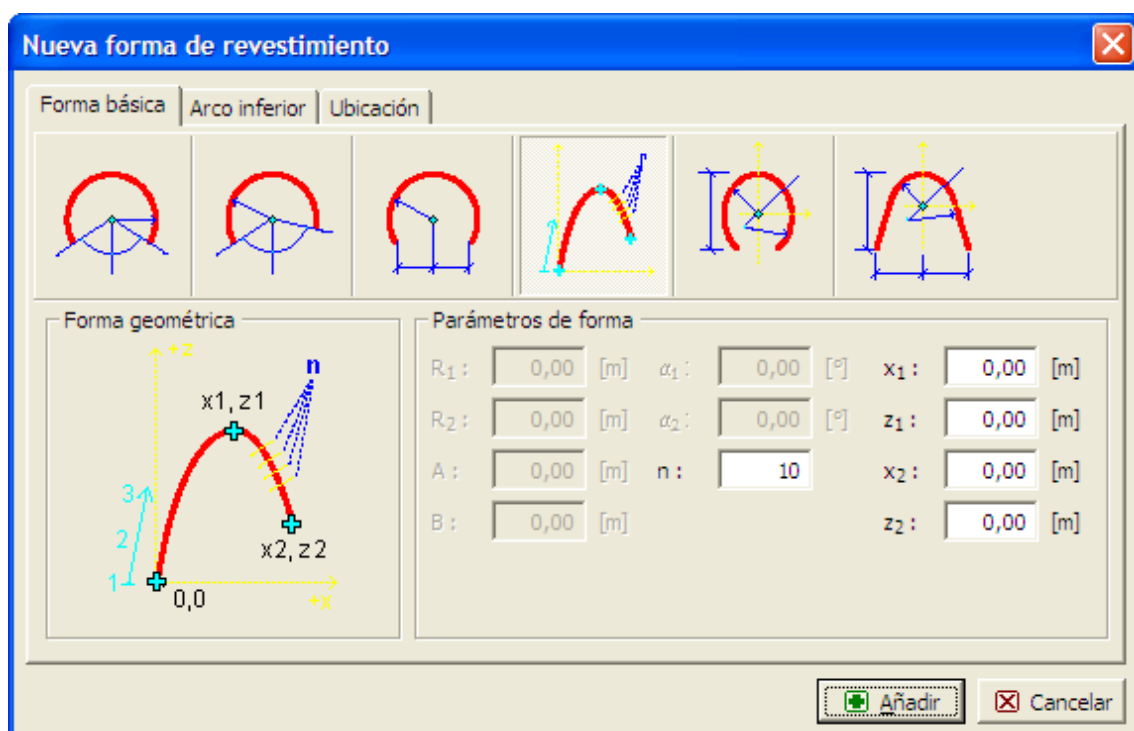 Nueva forma de revestimiento
Forma básica Arco inferior Ubicación
Forma geométrica
+z
n
x1, z1
3
2
x2, z2
1
0,0
+x
Parámetros de forma
R1 : 0,00 [m] α1 : 0,00 [º] x1 : 0,00 [m]
R2 : 0,00 [m] α2 : 0,00 [º] z1 : 0,00 [m]
A : 0,00 [m] n : 10 x2 : 0,00 [m]
B : 0,00 [m] z2 : 0,00 [m]
Añadir Cancelar